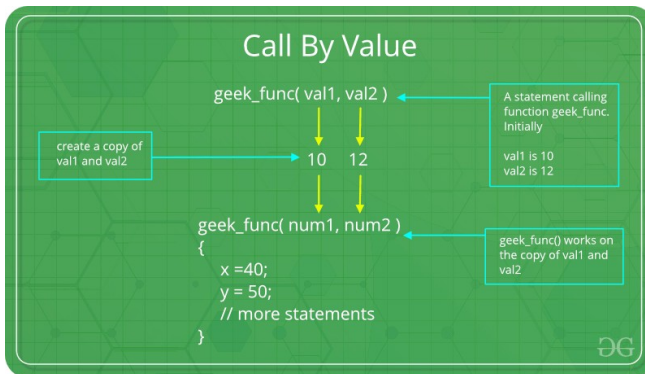 Call By Value
geek_func( val1, val2 )
A statement calling
function geek_func.
Initially
val1 is 10
val2 is 12
create a copy of
val1 and val2
10 12
geek_func( num1, num2 )
{
x =40;
y = 50;
// more statements
}
geek_func() works on
the copy of val1 and
val2
GG